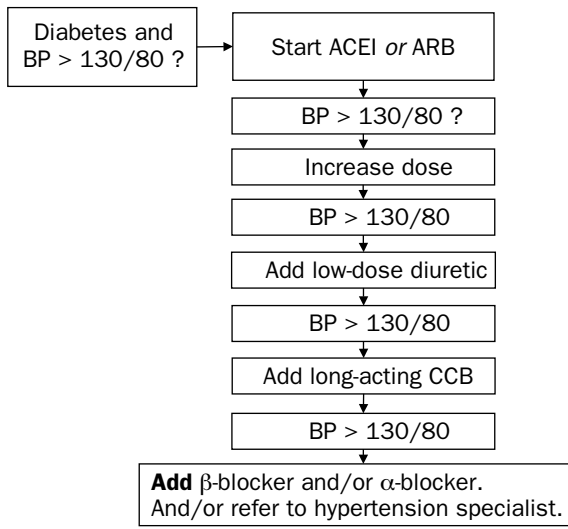 Diabetes and
BP > 130/80 ?
Start ACEI or ARB
BP > 130/80 ?
Increase dose
BP > 130/80
Add low-dose diuretic
BP > 130/80
Add long-acting CCB
BP > 130/80
Add β-blocker and/or α-blocker.
And/or refer to hypertension specialist.